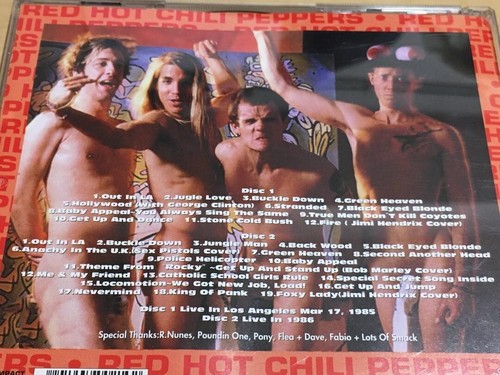 RED HOT CHILI PEPPERS • RED HOT CHILI PEPPERS
Disc 1
1.Out In LA 2.Jugle Love 3.Buckle Down 4.Green Heaven
5.Hollywood (With George Clinton) 6.Stranded 7.Black Eyed Blonde
8.Baby Appeal-You Always Sing The Same 9.True Men Don`t Kill Coyotes
10.Get Up And Dance 11.Stone Cold Bush 12.Fire ( Jimi Hendrix Cover)
Disc 2
1.Out In LA 2.Buckle Down 3.Jungle Man 4.Back Wood 5.Black Eyed Blonde
6.Anachy In The U.K.(Sex Pistols Cover) 7.Green Heaven 8.Second Another Head
9.Police Helicopter 10.Baby Appeal
11.Theme From `Rocky` ~Get Up And Stand Up (Bob Marley Cover)
12.Me & My Friend 13.Catholic School Girls Rule 14.Special Secret Song Inside
15.Locomotion-We Got New Job, Load! 16.Get Up And Jump
17.Nevermind 18.King Of Pank 19.Foxy Lady(Jimi Hendrix Cover)
Disc 1 Live In Los Angeles Mar 17, 1985
Disc 2 Live In 1986
Special Thanks:R.Nunes, Poundin One, Pony, Flea + Dave, Fabio + Lots Of Smack
ERS • RED HOT CHILI PEPPERS •